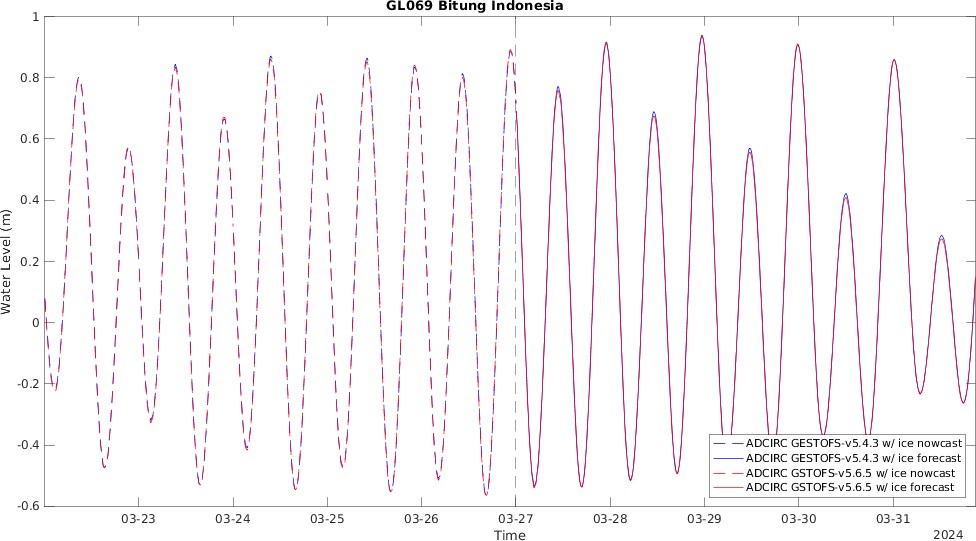 GL069 Bitung Indonesia
1
0.8
0.6
0.4
0.2
0
-0.2
-0.4
-0.6
Water Level (m)
ADCIRC GESTOFS-v5.4.3 w/ ice nowcast
ADCIRC GESTOFS-v5.4.3 w/ ice forecast
ADCIRC GSTOFS-v5.6.5 w/ ice nowcast
ADCIRC GSTOFS-v5.6.5 w/ ice forecast
03-23 03-24 03-25 03-26 03-27 03-28 03-29 03-30 03-31
Time
2024